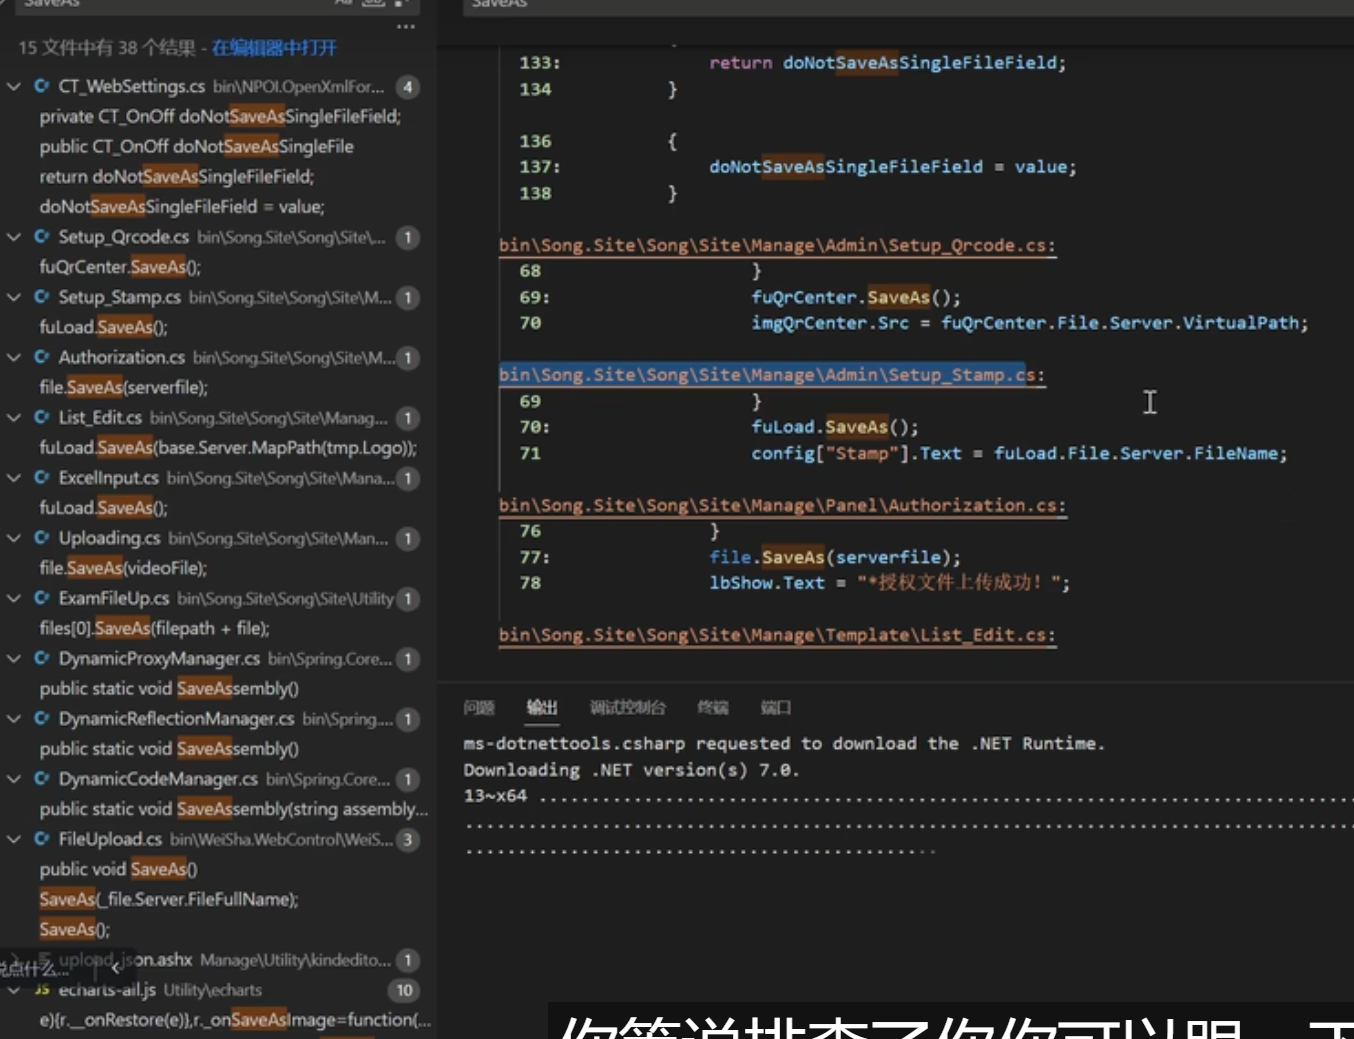 SaveAs
15 文件中有 38 个结果 - 在编辑器中打开
CT_WebSettings.cs bin\NPOI.OpenXmlFor... 4
private CT_OnOff doNotSaveAsSingleFileField;
public CT_OnOff doNotSaveAsSingleFile
return doNotSaveAsSingleFileField;
doNotSaveAsSingleFileField = value;
Setup_Qrcode.cs bin\Song.Site\Song\Site\... 1
fuQrCenter.SaveAs();
Setup_Stamp.cs bin\Song.Site\Song\Site\M... 1
fuLoad.SaveAs();
Authorization.cs bin\Song.Site\Song\Site\M... 1
file.SaveAs(serverfile);
List_Edit.cs bin\Song.Site\Song\Site\Manag... 1
fuLoad.SaveAs(base.Server.MapPath(tmp.Logo));
ExcelInput.cs bin\Song.Site\Song\Site\Mana... 1
fuLoad.SaveAs();
Uploading.cs bin\Song.Site\Song\Site\Man... 1
file.SaveAs(videoFile);
ExamFileUp.cs bin\Song.Site\Song\Site\Utility 1
files[0].SaveAs(filepath + file);
DynamicProxyManager.cs bin\Spring.Core... 1
public static void SaveAssembly()
DynamicReflectionManager.cs bin\Spring.... 1
public static void SaveAssembly()
DynamicCodeManager.cs bin\Spring.Core... 1
public static void SaveAssembly(string assembly...
FileUpload.cs bin\WeiSha.WebControl\WeiS... 3
public void SaveAs()
SaveAs(_file.Server.FileFullName);
SaveAs();
upload_json.ashx Manage\Utility\kindedito... 1
点什么...
JS echarts-all.js Utility\echarts 10
e){r.__onRestore(e)},r._onSaveAsImage=function(...
SaveAs
133: return doNotSaveAsSingleFileField;
134 }
136 {
137: doNotSaveAsSingleFileField = value;
138 }
bin\Song.Site\Song\Site\Manage\Admin\Setup_Qrcode.cs:
68 }
69: fuQrCenter.SaveAs();
70 imgQrCenter.Src = fuQrCenter.File.Server.VirtualPath;
bin\Song.Site\Song\Site\Manage\Admin\Setup_Stamp.cs:
69 }
70: fuLoad.SaveAs();
71 config["Stamp"].Text = fuLoad.File.Server.FileName;
bin\Song.Site\Song\Site\Manage\Panel\Authorization.cs:
76 }
77: file.SaveAs(serverfile);
78 lbShow.Text = "*授权文件上传成功！";
bin\Song.Site\Song\Site\Manage\Template\List_Edit.cs:
问题 输出 调试控制台 终端 端口
ms-dotnettools.csharp requested to download the .NET Runtime.
Downloading .NET version(s) 7.0.
13~x64 ................................................................................
................................................................................
.............................................